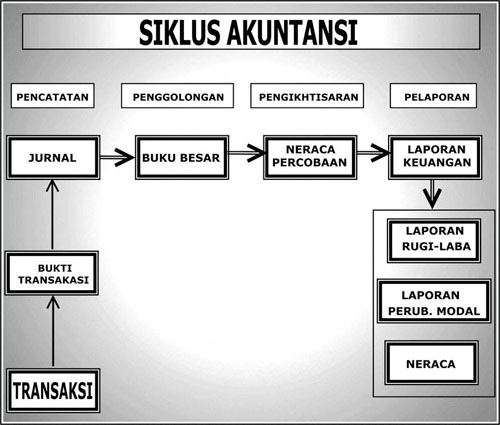 SIKLUS AKUNTANSI
PENCATATAN
PENGGOLONGAN
PENGIKHTISARAN
PELAPORAN
JURNAL
BUKU BESAR
NERACA
PERCOBAAN
LAPORAN
KEUANGAN
BUKTI
TRANSAKASI
TRANSAKSI
LAPORAN
RUGI-LABA
LAPORAN
PERUB. MODAL
NERACA